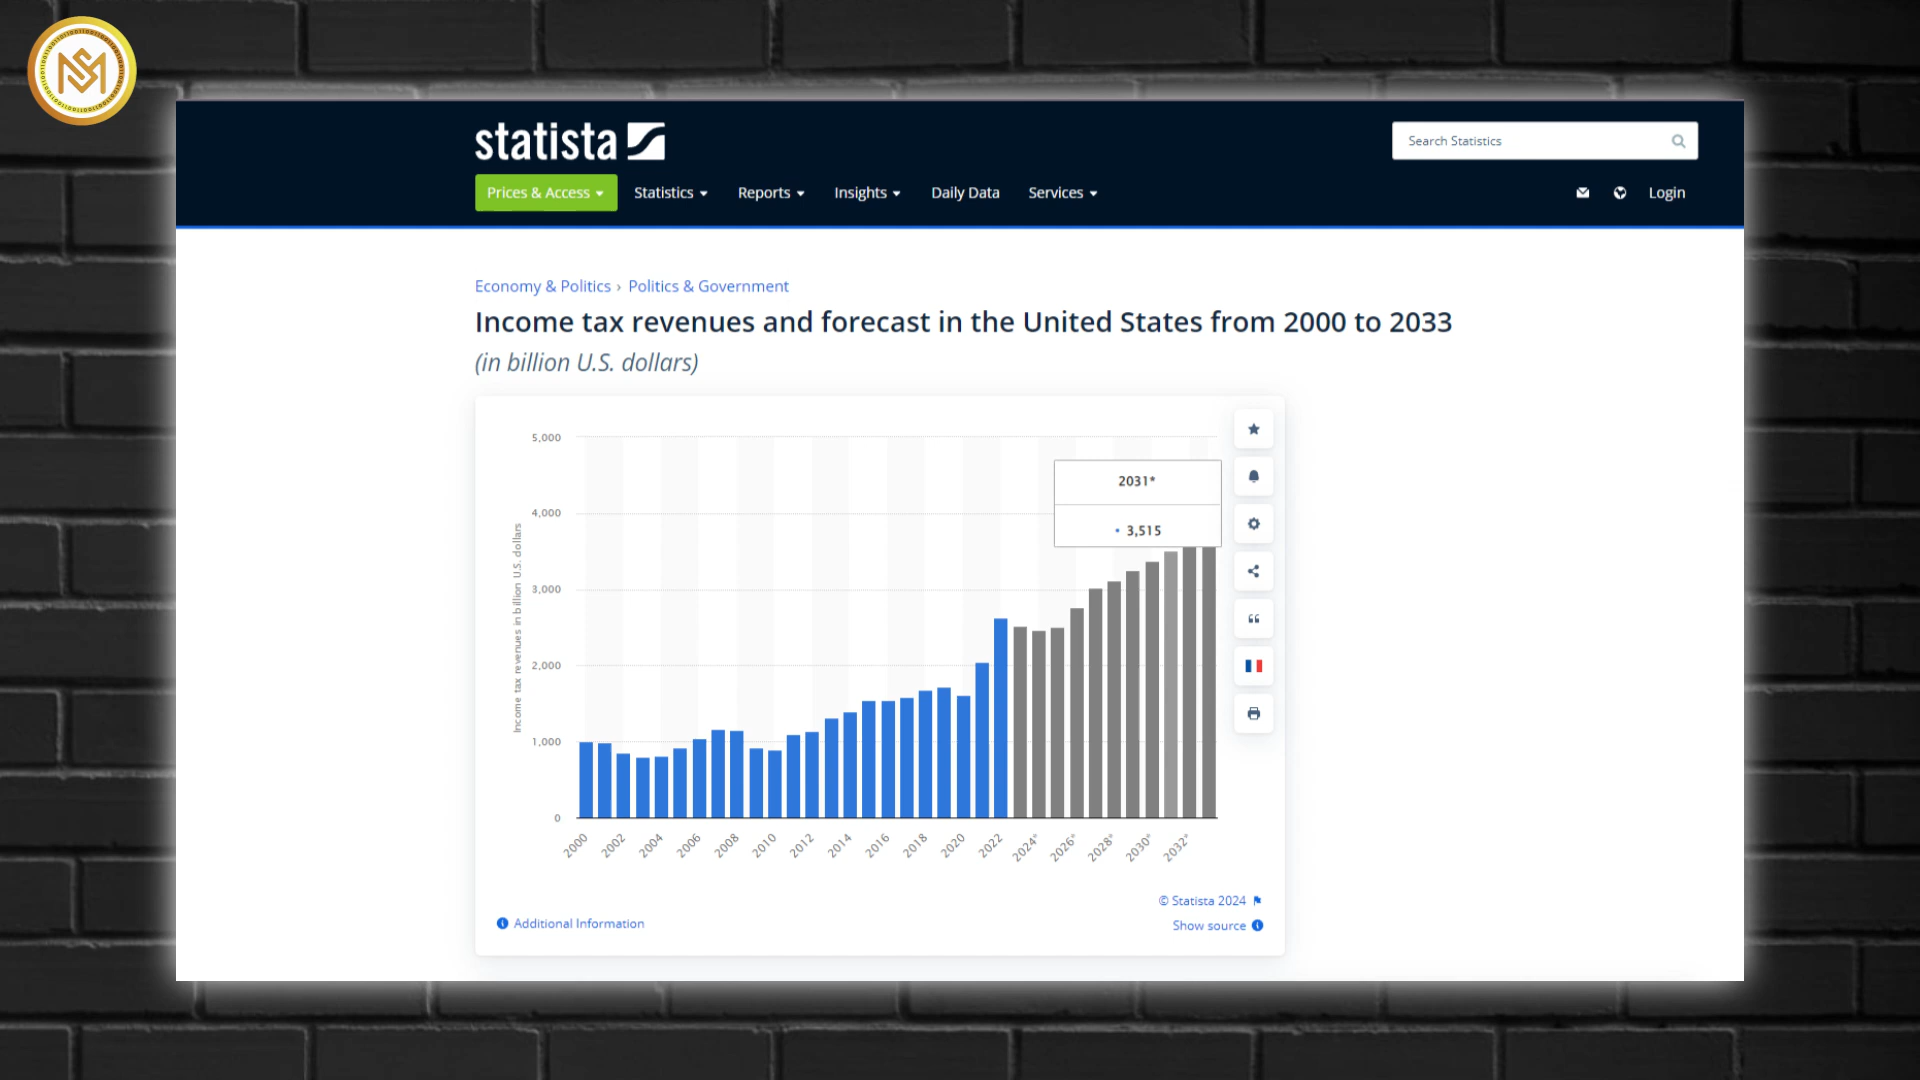 statista
Search Statistics
Prices & Access Statistics Reports Insights Daily Data Services Login
Economy & Politics › Politics & Government
Income tax revenues and forecast in the United States from 2000 to 2033
(in billion U.S. dollars)
Income tax revenues in billion U.S. dollars
5,000
4,000
3,000
2,000
1,000
0
2031*
• 3,515
2000 2002 2004 2006 2008 2010 2012 2014 2016 2018 2020 2022 2024* 2026* 2028* 2030* 2032*
© Statista 2024
Additional Information
Show source